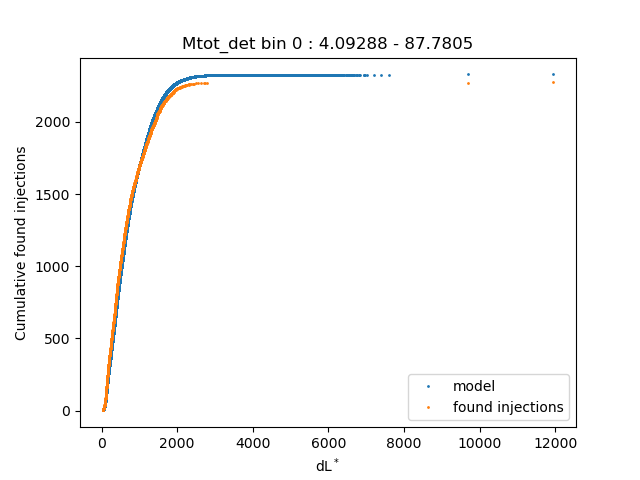 Mtot_det bin 0 : 4.09288 - 87.7805
Cumulative found injections
2000
1500
1000
500
0
model
found injections
0 2000 4000 6000 8000 10000 12000
dL*